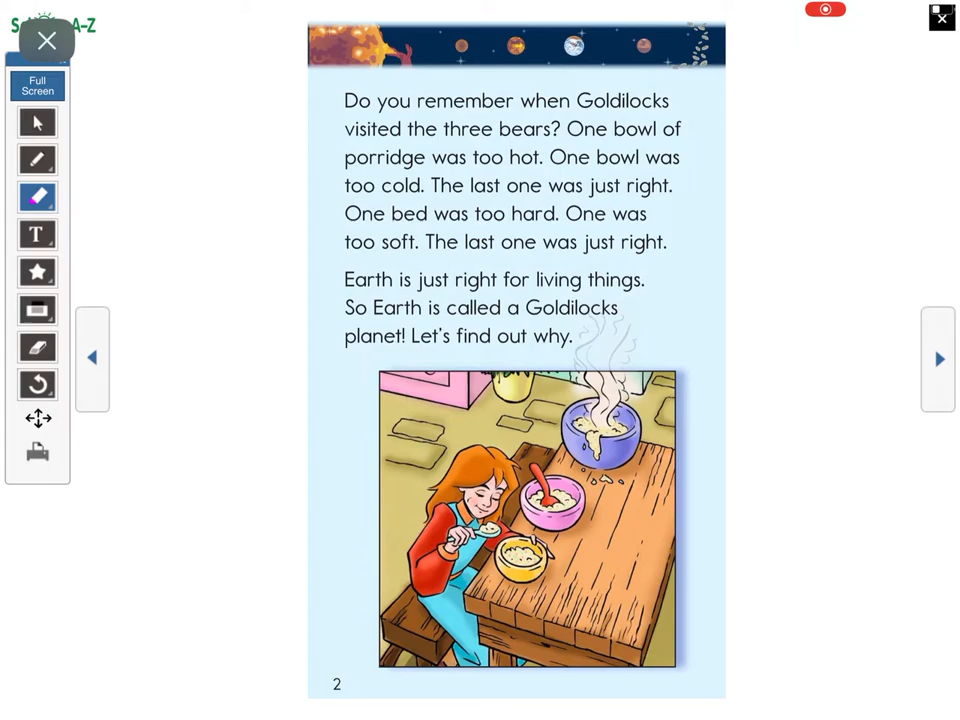 A-Z
Full
Screen
T
Do you remember when Goldilocks
visited the three bears? One bowl of
porridge was too hot. One bowl was
too cold. The last one was just right.
One bed was too hard. One was
too soft. The last one was just right.
Earth is just right for living things.
So Earth is called a Goldilocks
planet! Let's find out why.
2